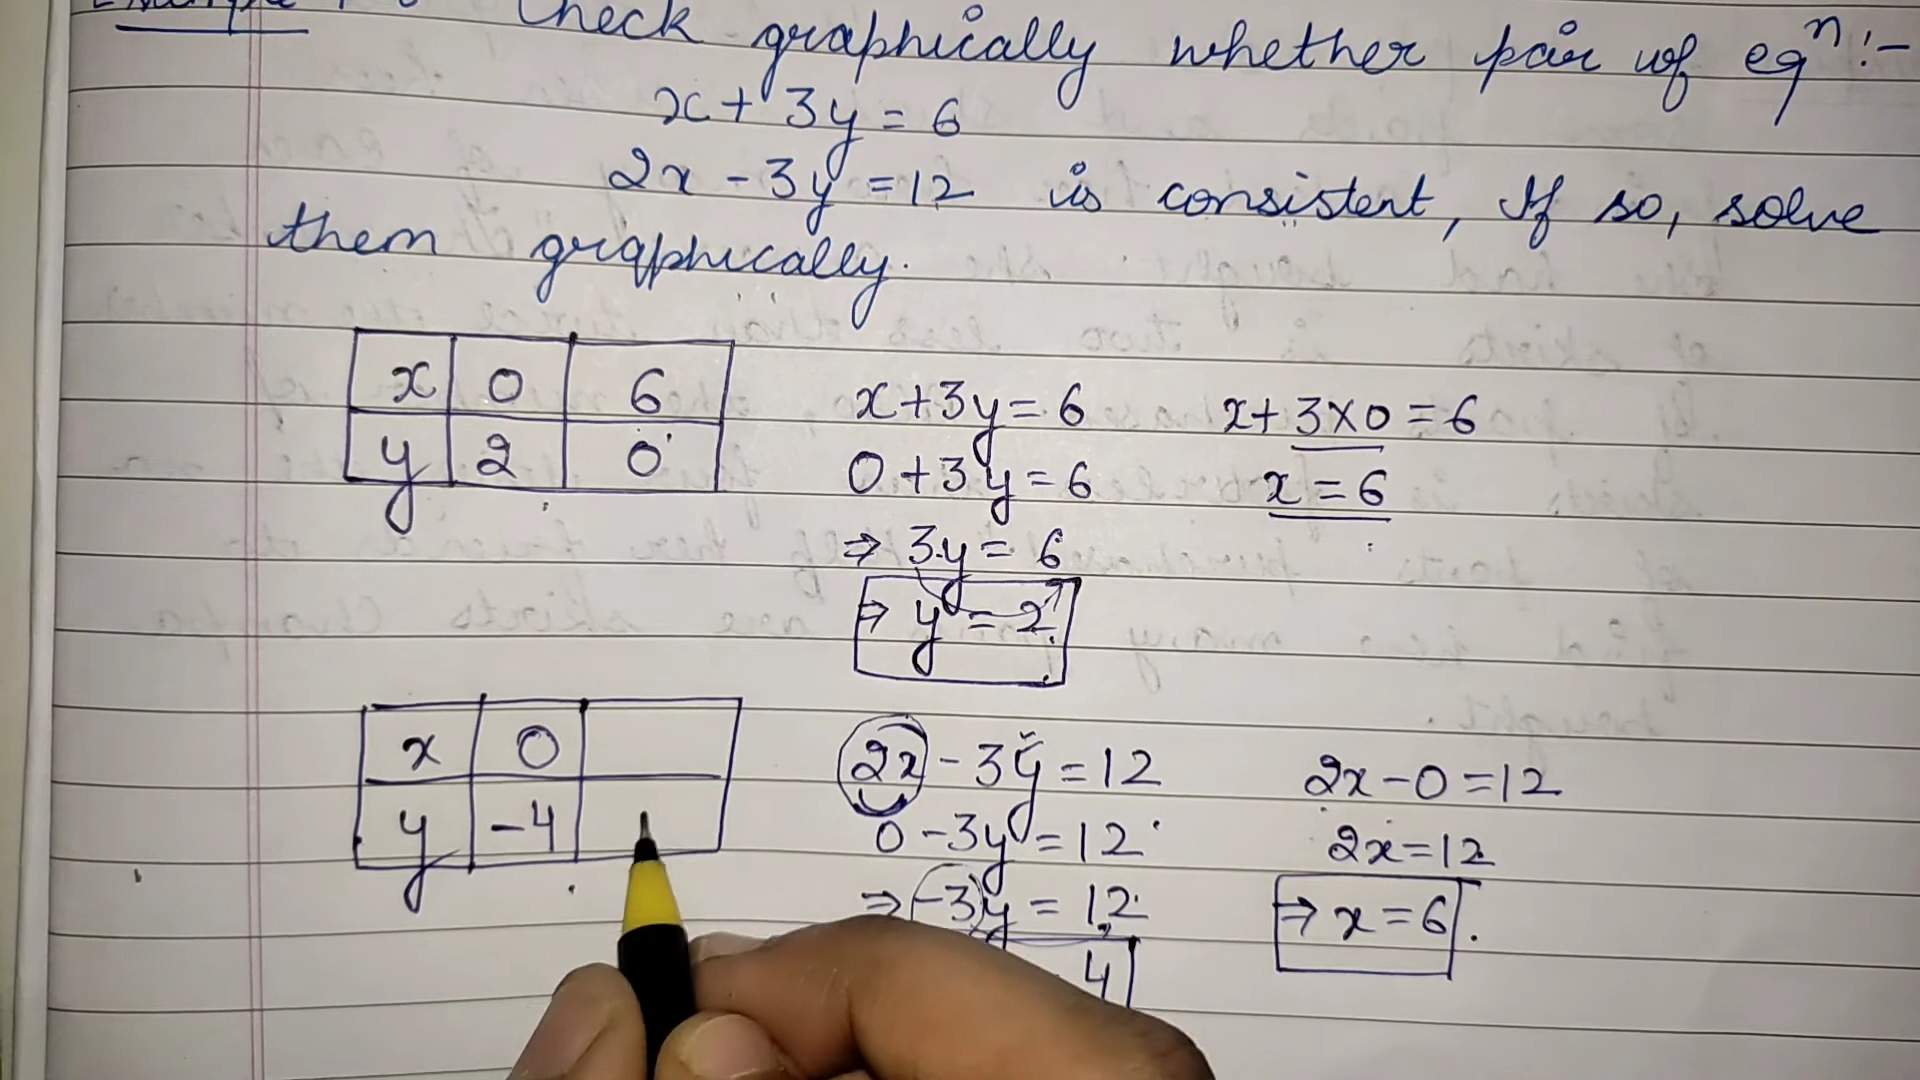 Check graphically whether pair of eqⁿ :-
x + 3y = 6
2x - 3y = 12 is consistent, If so, solve
them graphically.
x 0 6
y 2 0
x + 3y = 6
0 + 3y = 6
⇒ 3y = 6
⇒ y = 2
x + 3×0 = 6
x = 6
x 0
y -4
2x - 3y = 12
0 - 3y = 12
⇒ -3y = 12
4
2x - 0 = 12
2x = 12
⇒ x = 6.